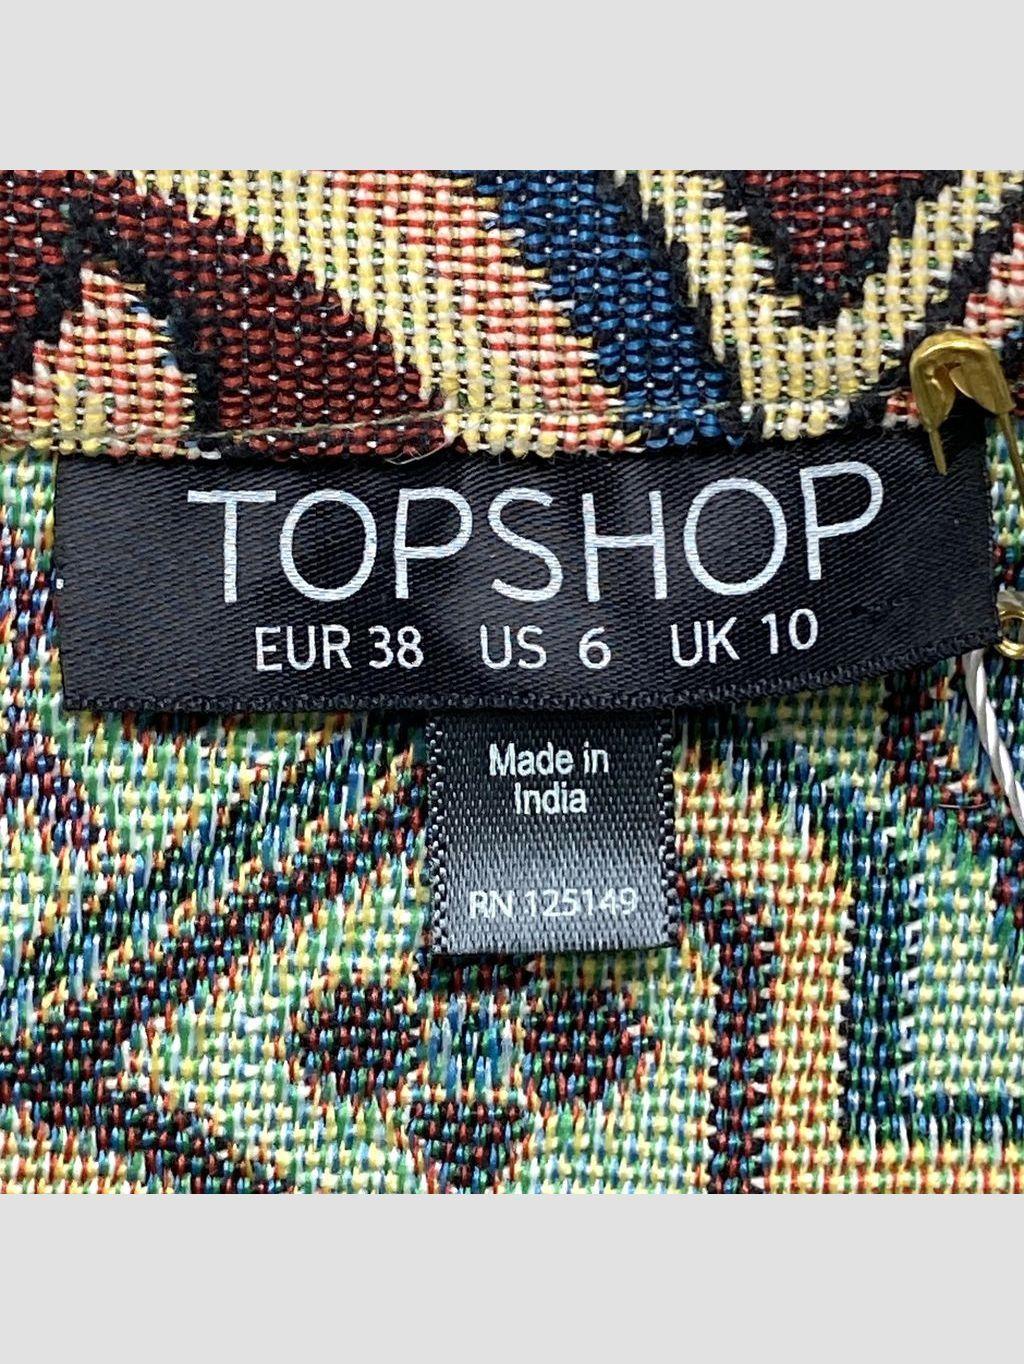 TOPSHOP
EUR 38 US 6 UK 10
Made in
India
RN 125149